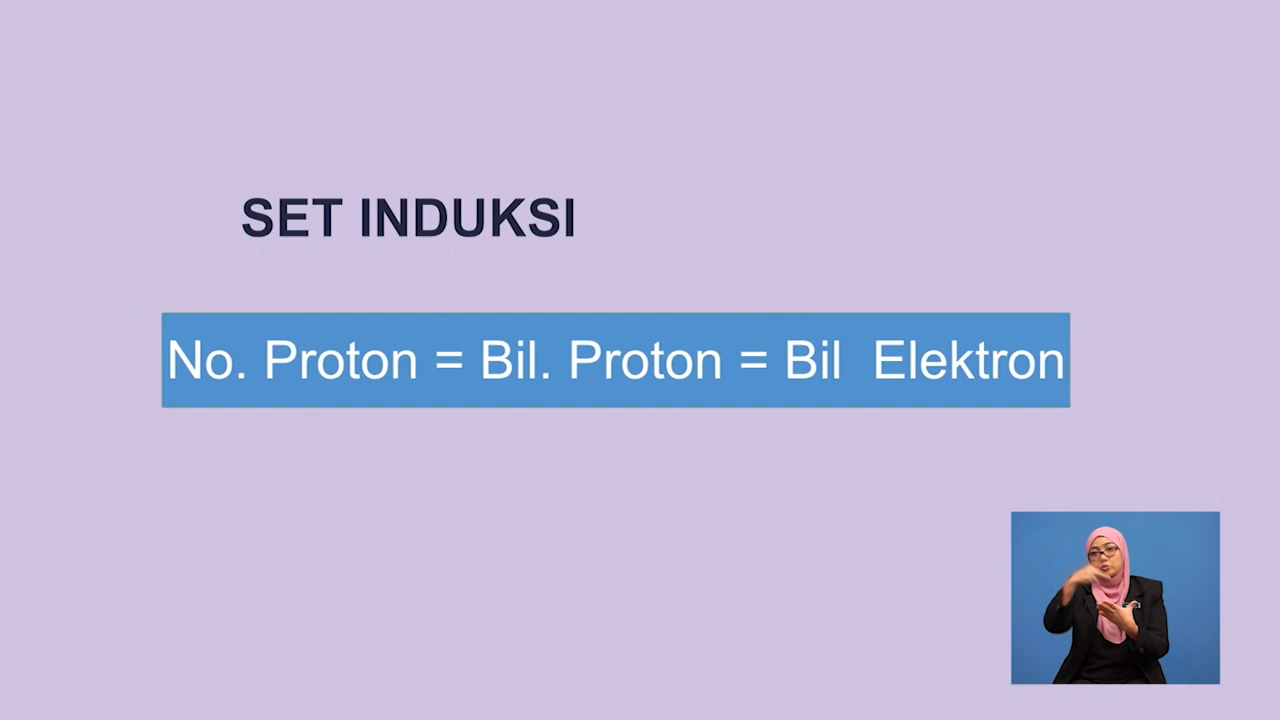 SET INDUKSI
No. Proton = Bil. Proton = Bil  Elektron